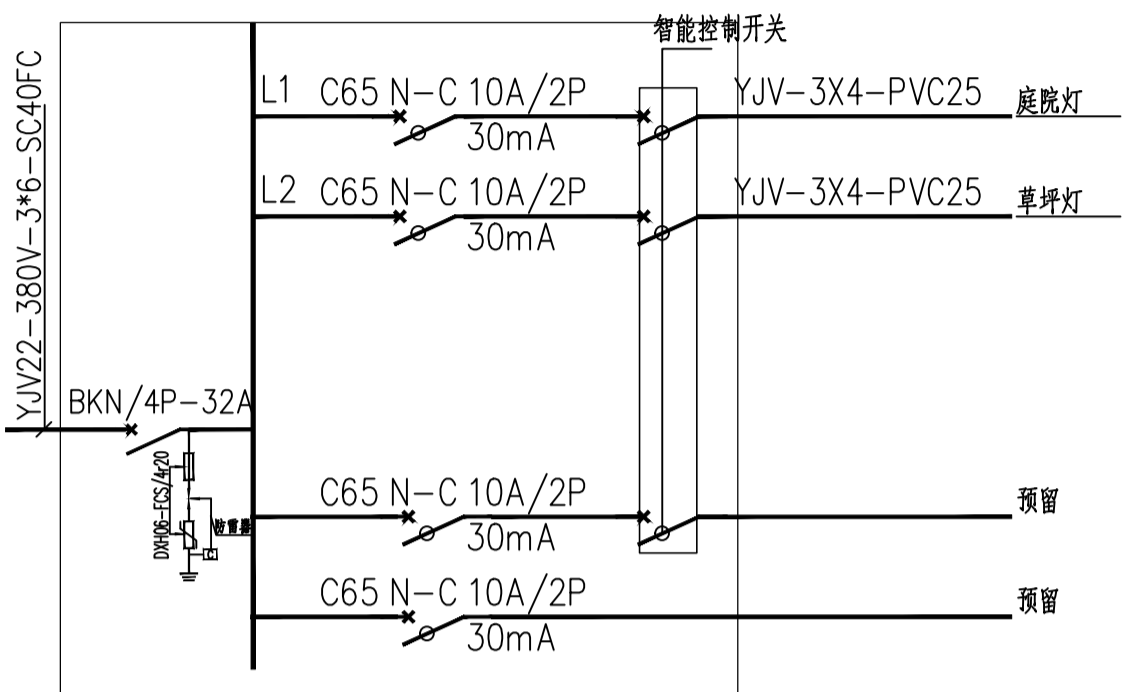 智能控制开关
L1 C65 N-C 10A/2P YJV-3X4-PVC25 庭院灯
30mA
L2 C65 N-C 10A/2P YJV-3X4-PVC25 草坪灯
30mA
YJV22-380V-3*6-SC40FC
BKN/4P-32A
DXH06-FCS/4r20
防雷器
C
C65 N-C 10A/2P 预留
30mA
C65 N-C 10A/2P 预留
30mA